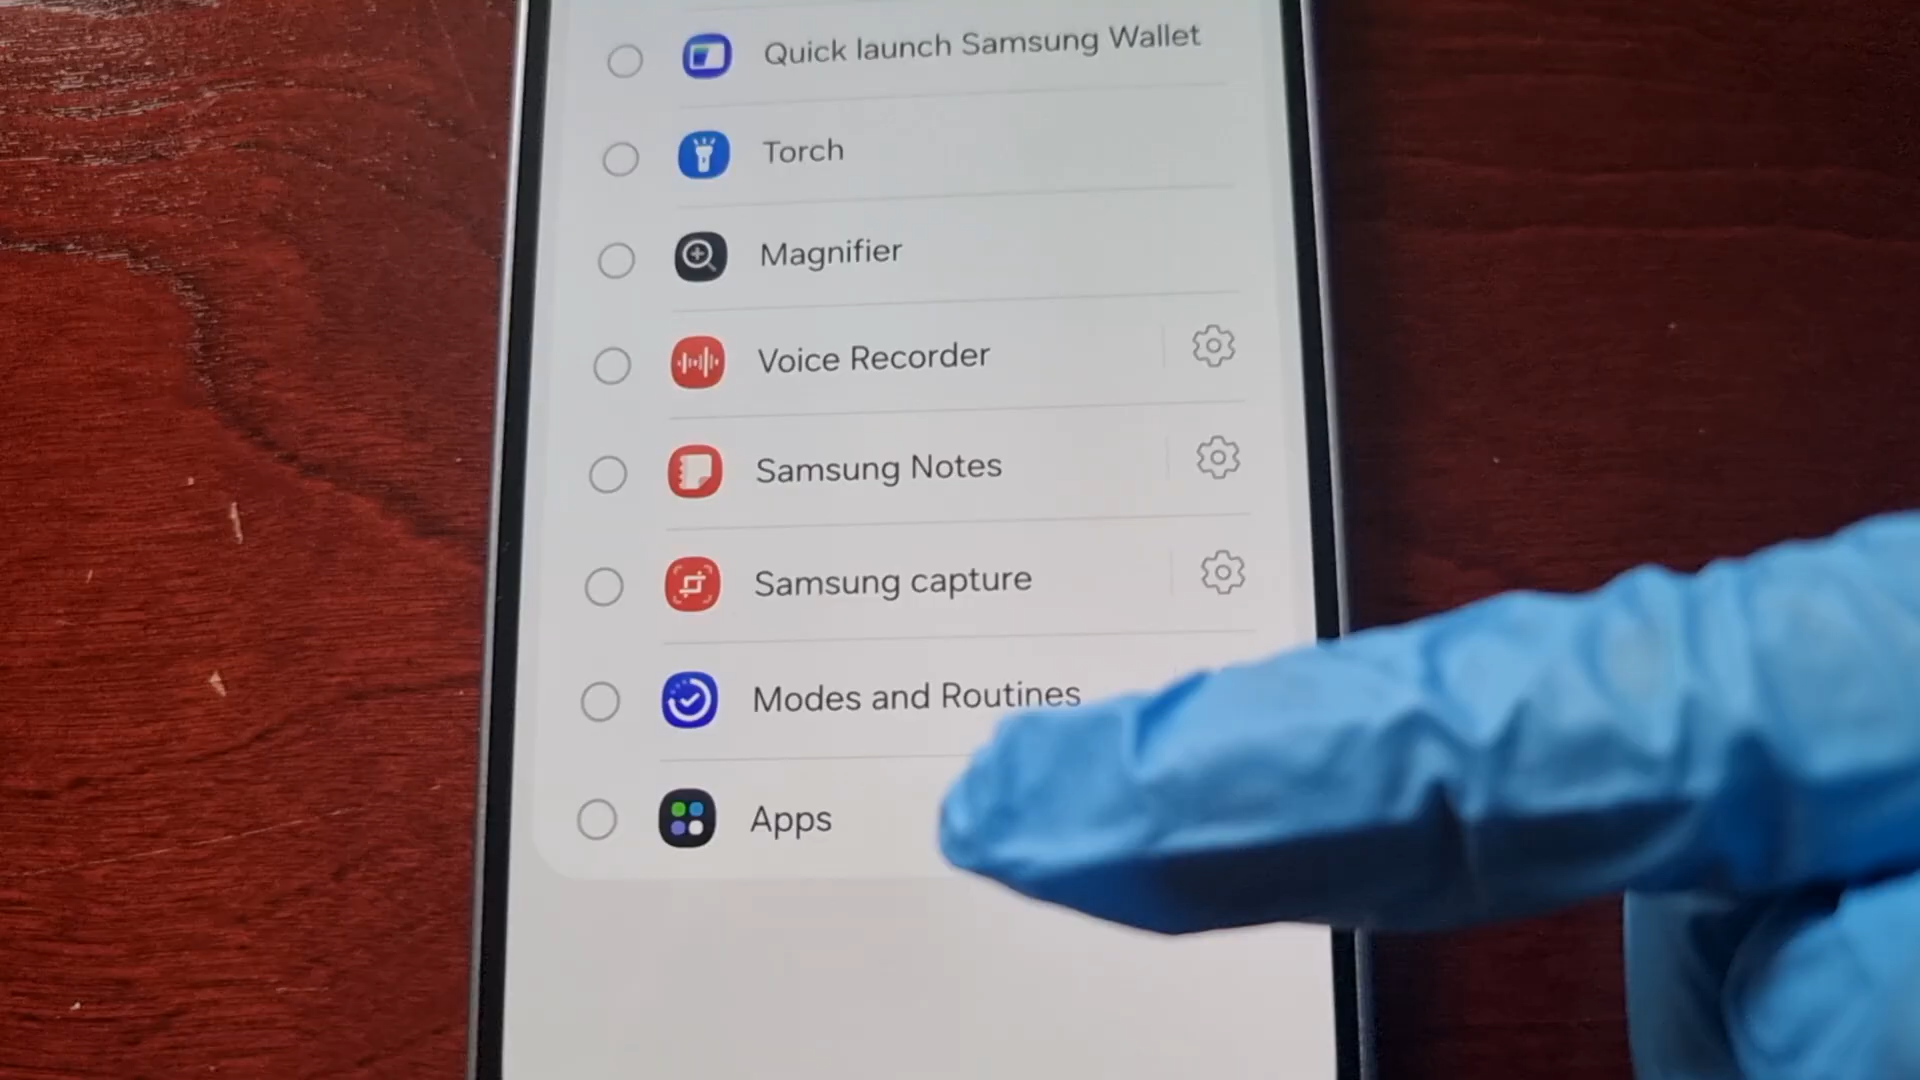 Quick launch Samsung Wallet
Torch
Magnifier
Voice Recorder
Samsung Notes
Samsung capture
Modes and Routines
Apps